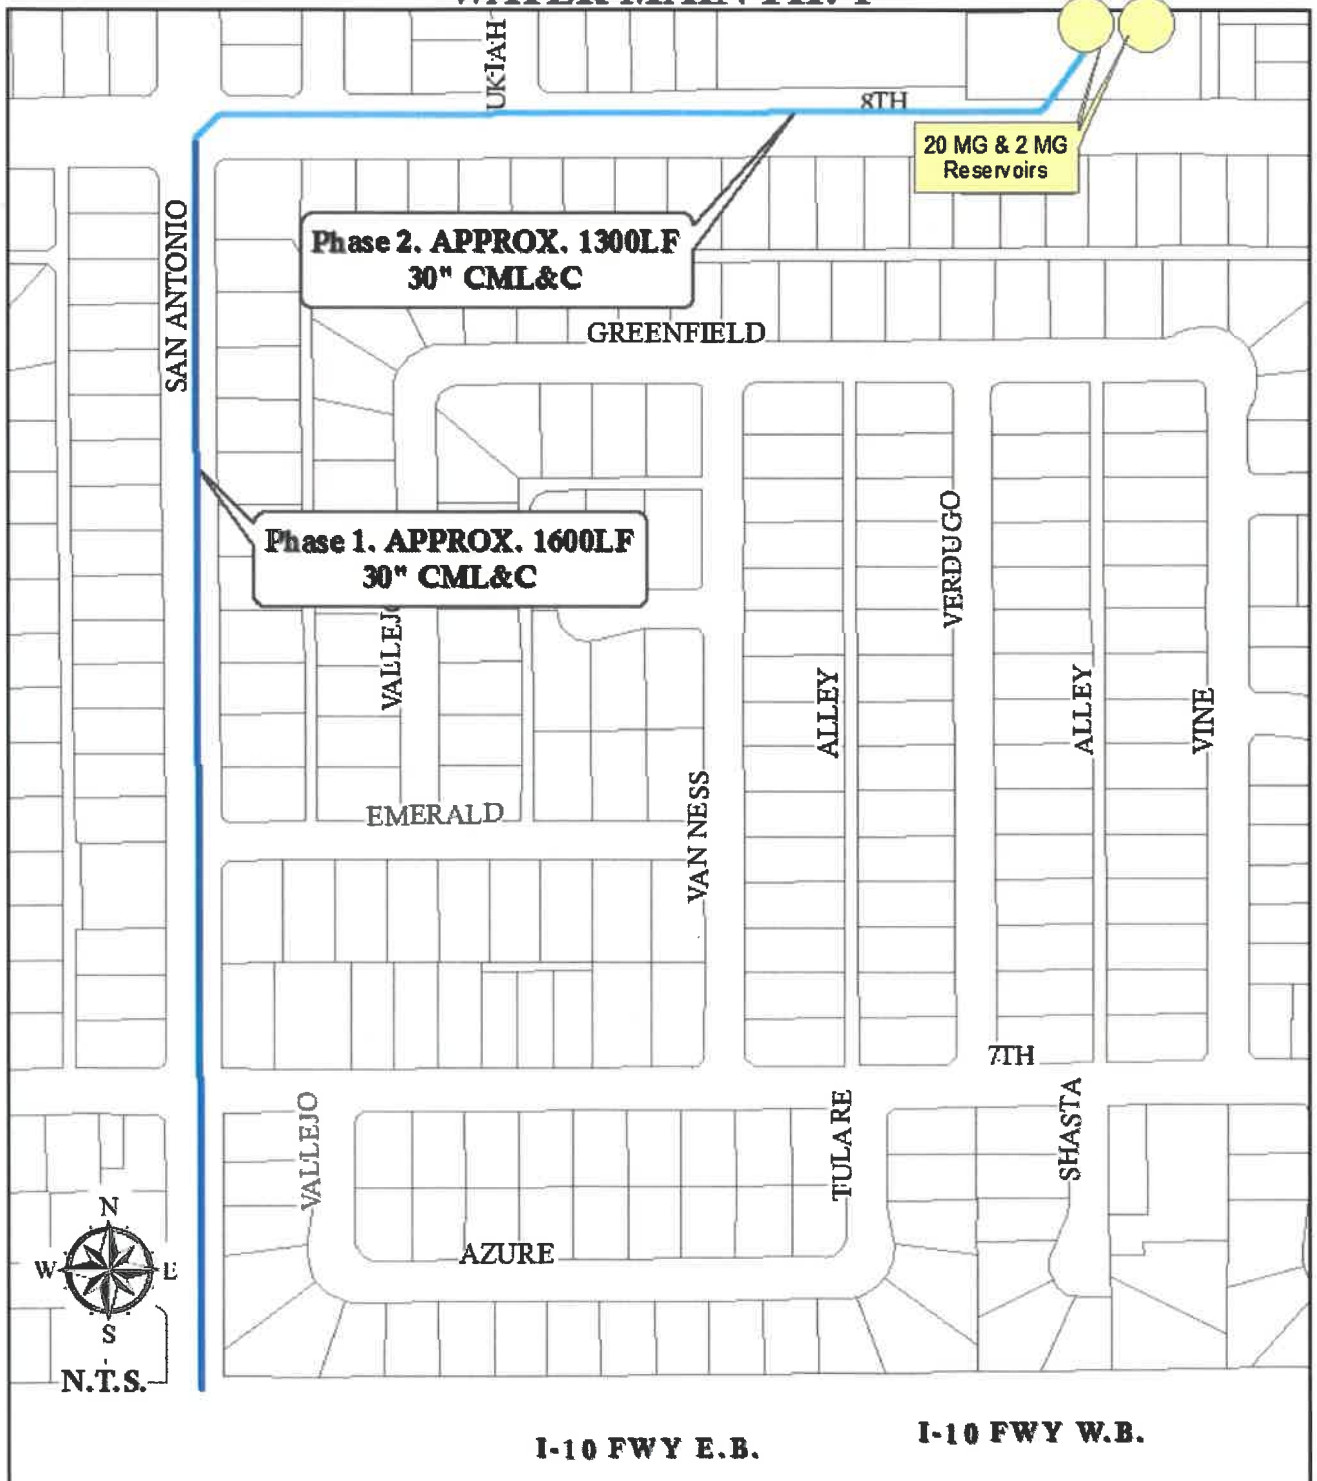 UKIAH
8TH
20 MG & 2 MG
Reservoirs
SAN ANTONIO
Phase 2. APPROX. 1300LF
30" CML&C
GREENFIELD
Phase 1. APPROX. 1600LF
30" CML&C
VERDUGO
VALLEJO
ALLEY
ALLEY
VINE
EMERALD
VAN NESS
7TH
VALLEJO
TULARE
SHASTA
AZURE
N
W E
S
N.T.S.
I-10 FWY E.B.
I-10 FWY W.B.